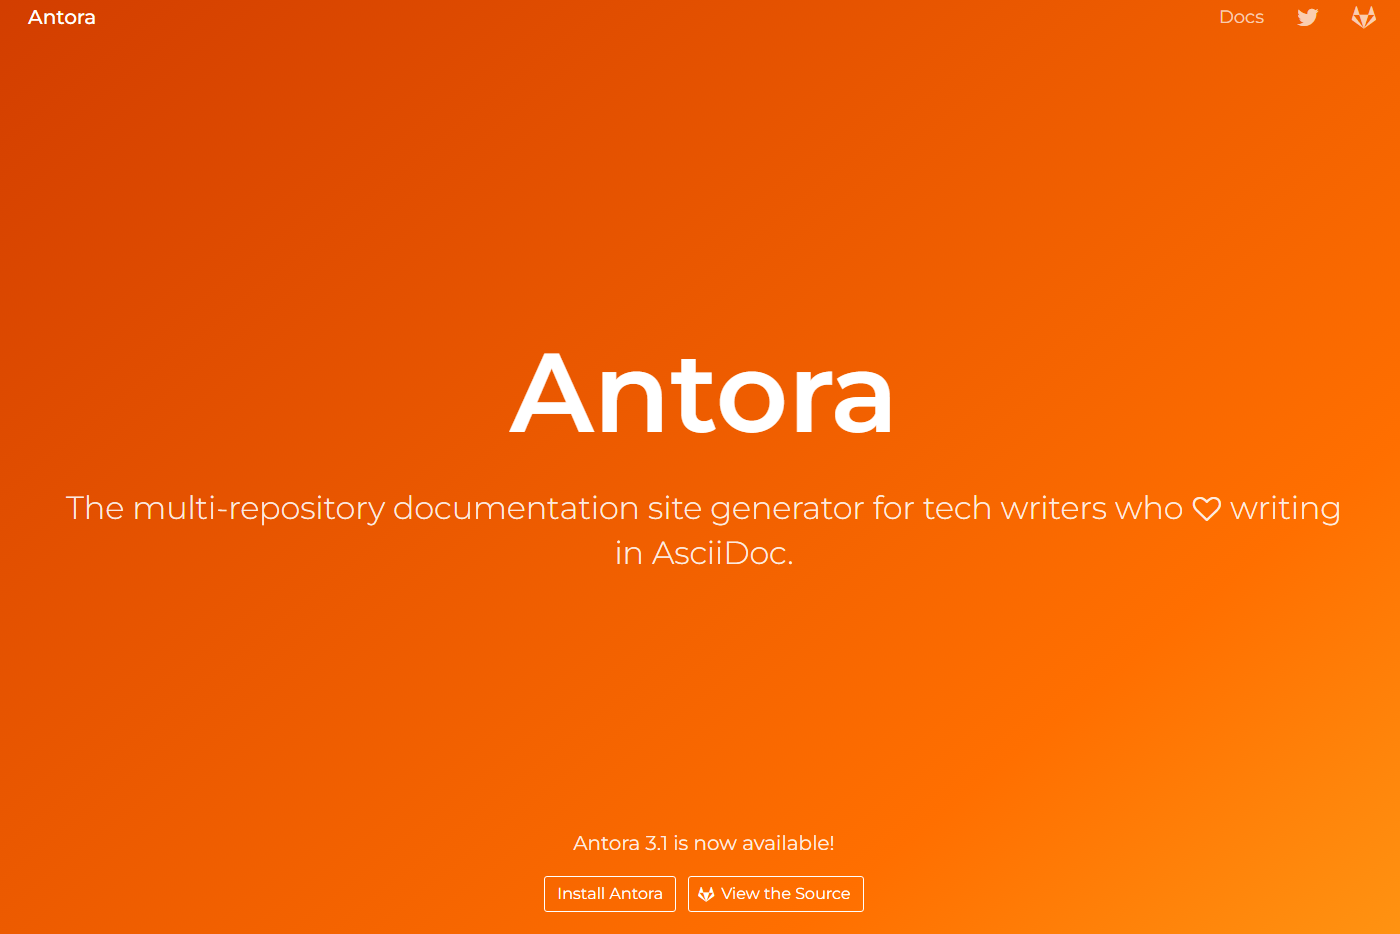 Antora
Docs
Antora
The multi-repository documentation site generator for tech writers who ♡ writing
in AsciiDoc.
Antora 3.1 is now available!
Install Antora
View the Source